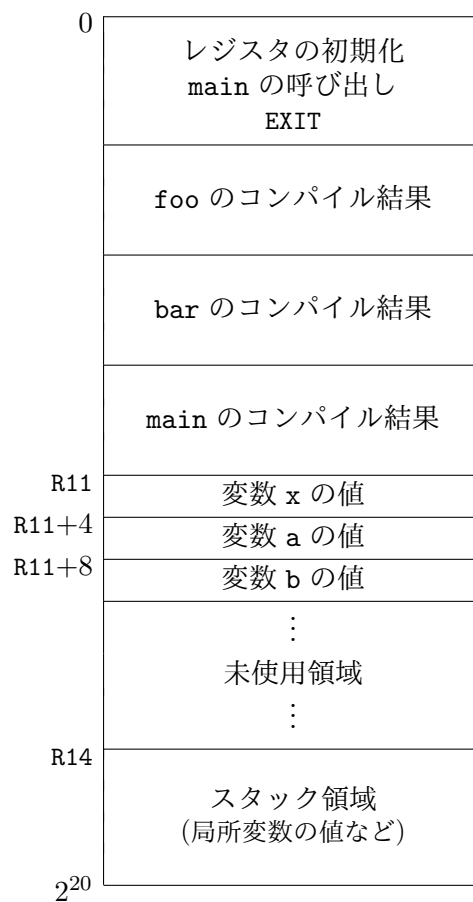 0
レジスタの初期化
main の呼び出し
EXIT
foo のコンパイル結果
bar のコンパイル結果
main のコンパイル結果
R11
変数 x の値
R11+4
変数 a の値
R11+8
変数 b の値
⋮
未使用領域
⋮
R14
スタック領域
(局所変数の値など)
2^20